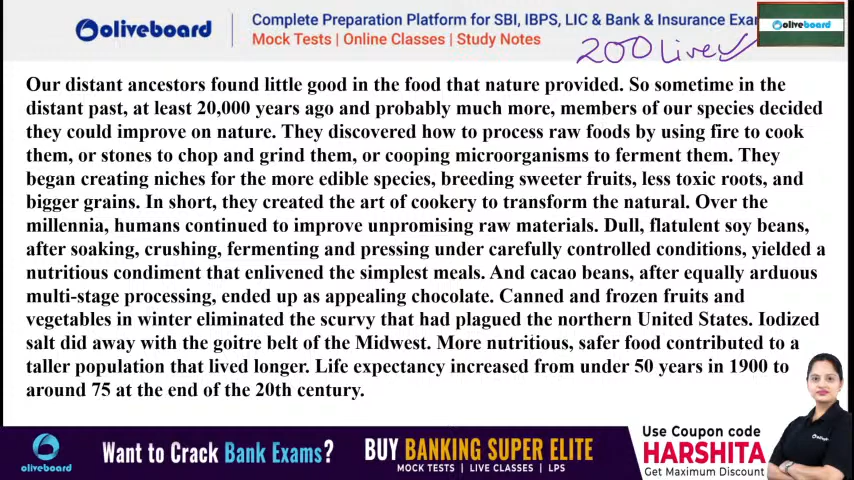 oliveboard
Complete Preparation Platform for SBI, IBPS, LIC & Bank & Insurance Exa
Mock Tests | Online Classes | Study Notes
oliveboard
200 Live
Our distant ancestors found little good in the food that nature provided. So sometime in the
distant past, at least 20,000 years ago and probably much more, members of our species decided
they could improve on nature. They discovered how to process raw foods by using fire to cook
them, or stones to chop and grind them, or cooping microorganisms to ferment them. They
began creating niches for the more edible species, breeding sweeter fruits, less toxic roots, and
bigger grains. In short, they created the art of cookery to transform the natural. Over the
millennia, humans continued to improve unpromising raw materials. Dull, flatulent soy beans,
after soaking, crushing, fermenting and pressing under carefully controlled conditions, yielded a
nutritious condiment that enlivened the simplest meals. And cacao beans, after equally arduous
multi-stage processing, ended up as appealing chocolate. Canned and frozen fruits and
vegetables in winter eliminated the scurvy that had plagued the northern United States. Iodized
salt did away with the goitre belt of the Midwest. More nutritious, safer food contributed to a
taller population that lived longer. Life expectancy increased from under 50 years in 1900 to
around 75 at the end of the 20th century.
oliveboard
Want to Crack Bank Exams?
BUY BANKING SUPER ELITE
MOCK TESTS | LIVE CLASSES | LPS
Use Coupon code
HARSHITA
Get Maximum Discount